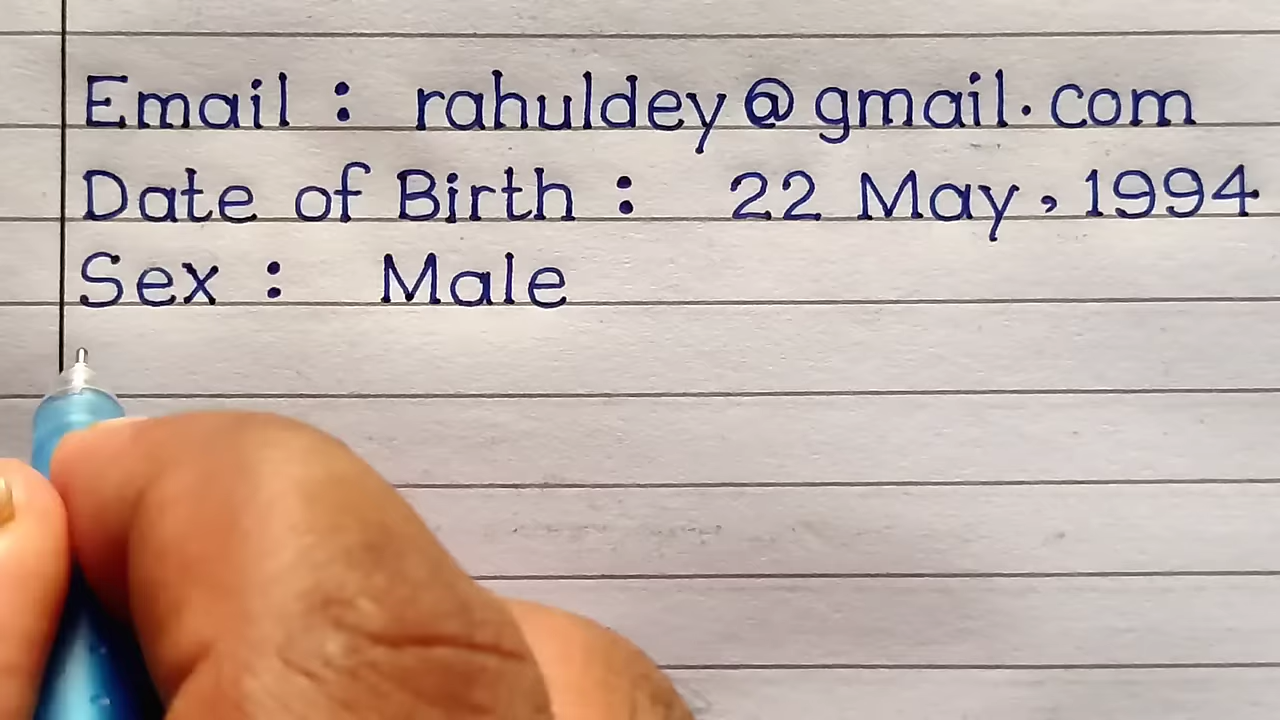 Email : rahuldey@gmail.com
Date of Birth : 22 May, 1994
Sex : Male